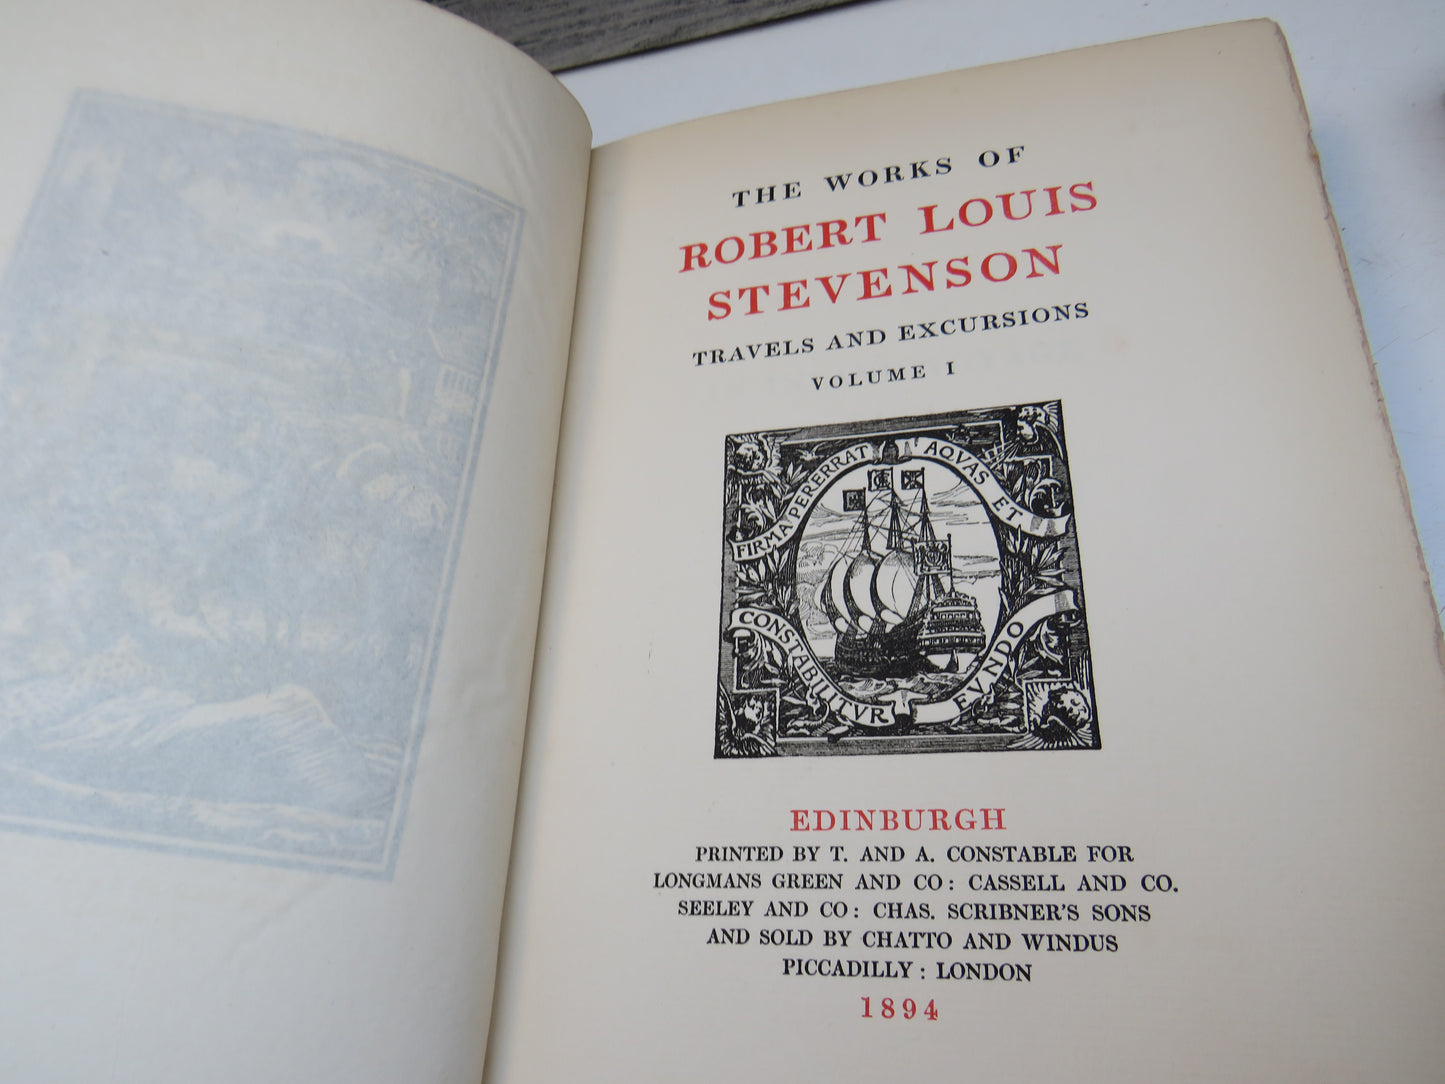 THE WORKS OF
ROBERT LOUIS
STEVENSON
TRAVELS AND EXCURSIONS
VOLUME I
FIRMA PERERRAT AQVAS ET
CONSTABILITVR EVNDO
EDINBURGH
PRINTED BY T. AND A. CONSTABLE FOR
LONGMANS GREEN AND CO: CASSELL AND CO.
SEELEY AND CO: CHAS. SCRIBNER'S SONS
AND SOLD BY CHATTO AND WINDUS
PICCADILLY: LONDON
1894